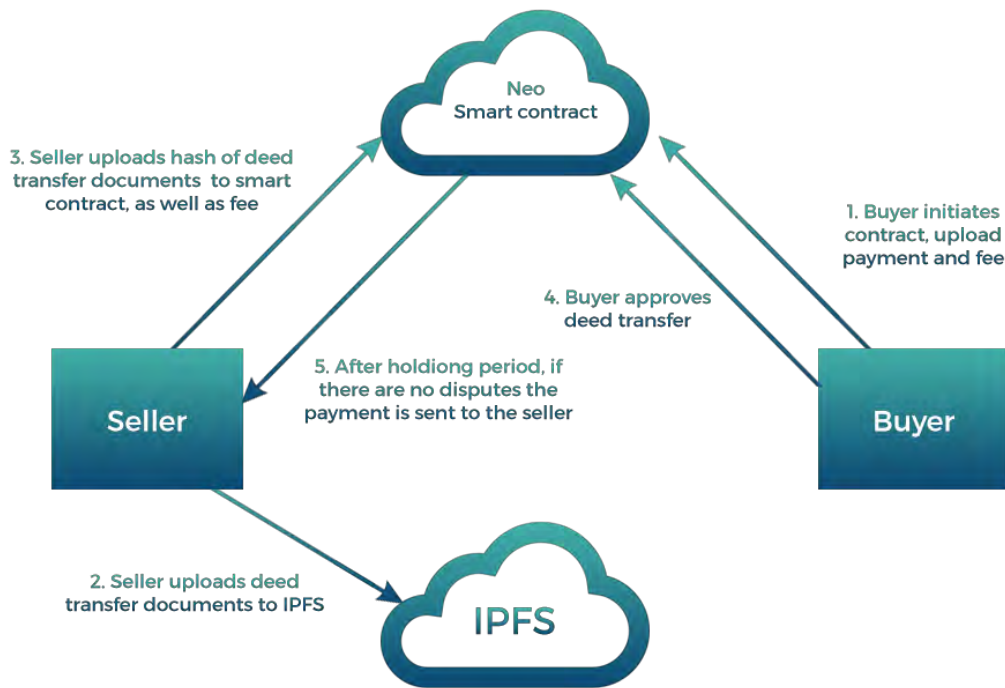 Neo
Smart contract
3. Seller uploads hash of deed
transfer documents to smart
contract, as well as fee
1. Buyer initiates
contract, upload
payment and fee
4. Buyer approves
deed transfer
5. After holdiong period, if
there are no disputes the
payment is sent to the seller
Seller
Buyer
2. Seller uploads deed
transfer documents to IPFS
IPFS